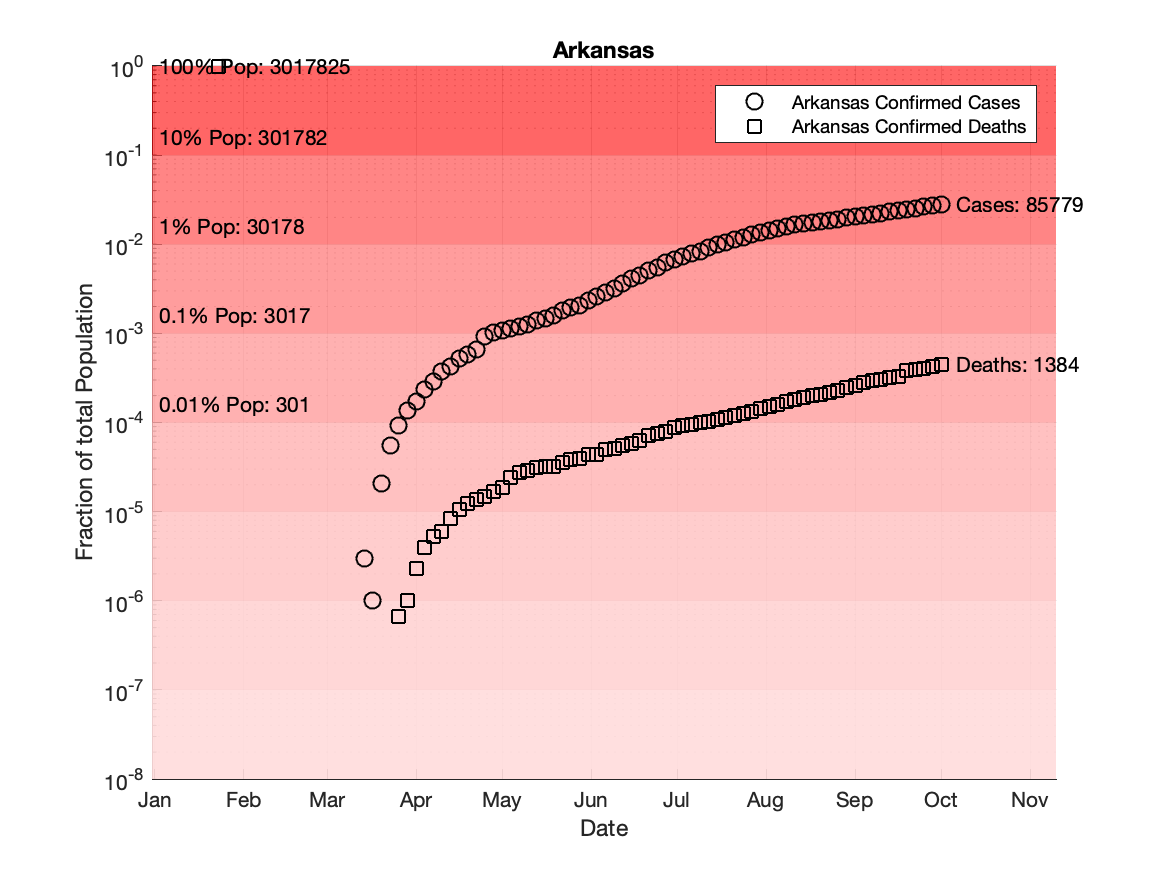 Arkansas
10^0
10^-1
10^-2
10^-3
10^-4
10^-5
10^-6
10^-7
10^-8
Fraction of total Population
100% Pop: 3017825
10% Pop: 301782
1% Pop: 30178
0.1% Pop: 3017
0.01% Pop: 301
Arkansas Confirmed Cases
Arkansas Confirmed Deaths
Cases: 85779
Deaths: 1384
Jan Feb Mar Apr May Jun Jul Aug Sep Oct Nov
Date